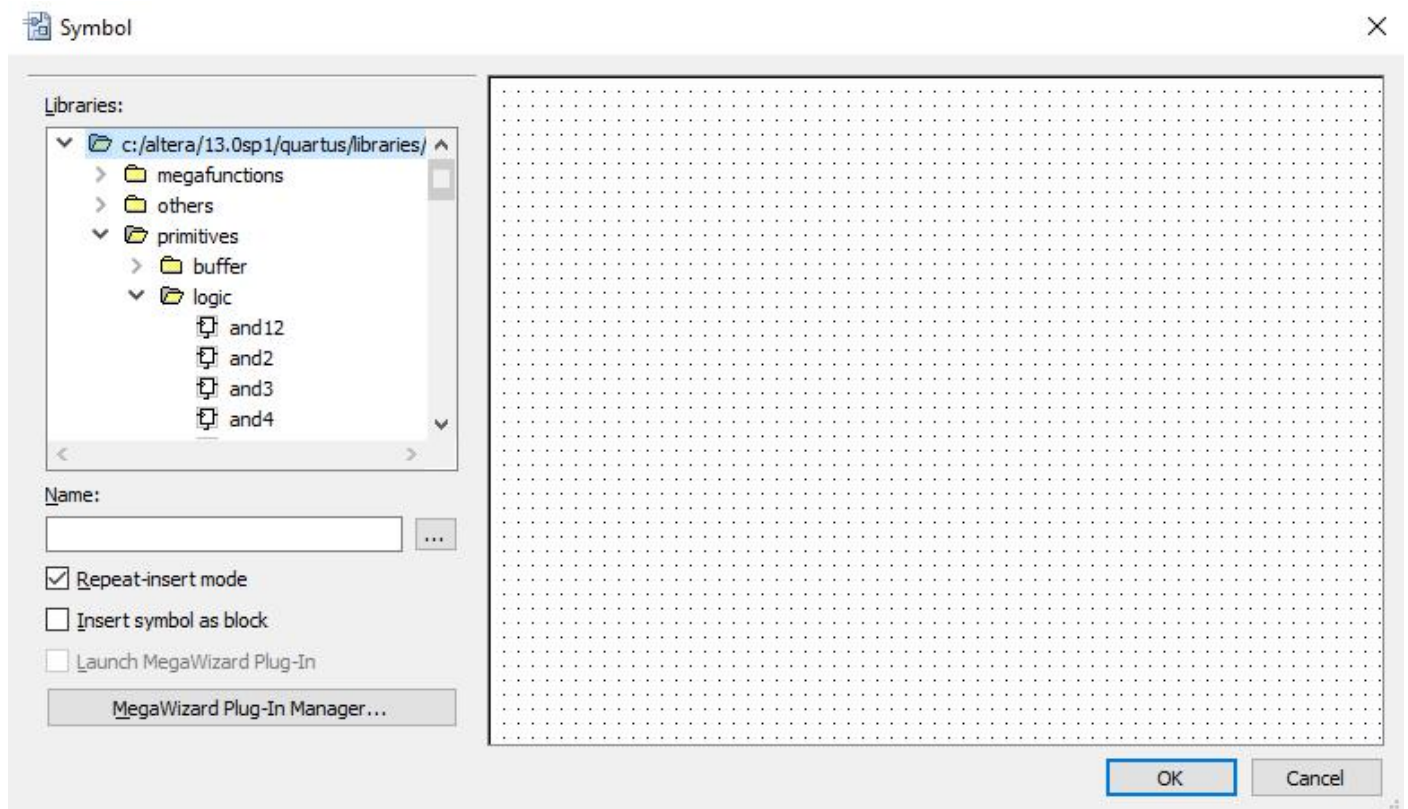 Symbol
Libraries:
c:/altera/13.0sp1/quartus/libraries/
megafunctions
others
primitives
buffer
logic
and12
and2
and3
and4
Name:
...
Repeat-insert mode
Insert symbol as block
Launch MegaWizard Plug-In
MegaWizard Plug-In Manager...
OK Cancel